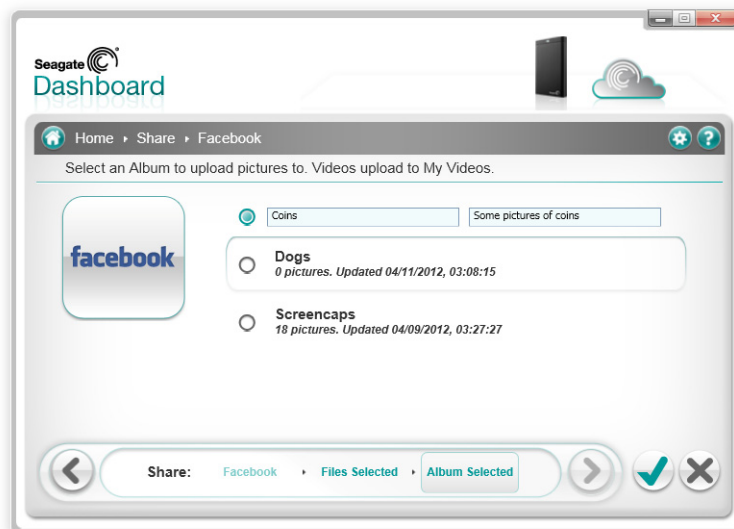 Seagate
Dashboard
Home Share Facebook
Select an Album to upload pictures to. Videos upload to My Videos.
facebook
Coins Some pictures of coins
Dogs
0 pictures. Updated 04/11/2012, 03:08:15
Screencaps
18 pictures. Updated 04/09/2012, 03:27:27
Share: Facebook Files Selected Album Selected